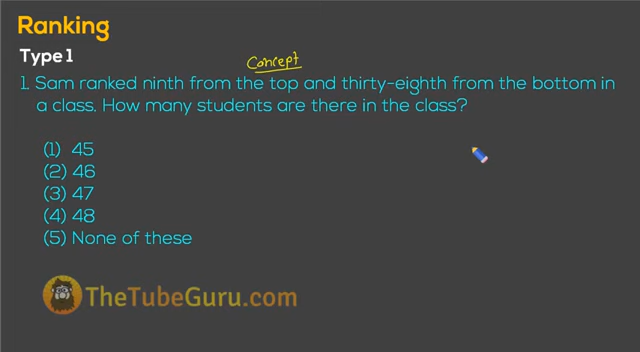 Ranking
Type 1
Concept
1. Sam ranked ninth from the top and thirty-eighth from the bottom in
a class. How many students are there in the class?
(1) 45
(2) 46
(3) 47
(4) 48
(5) None of these
TheTubeGuru.com